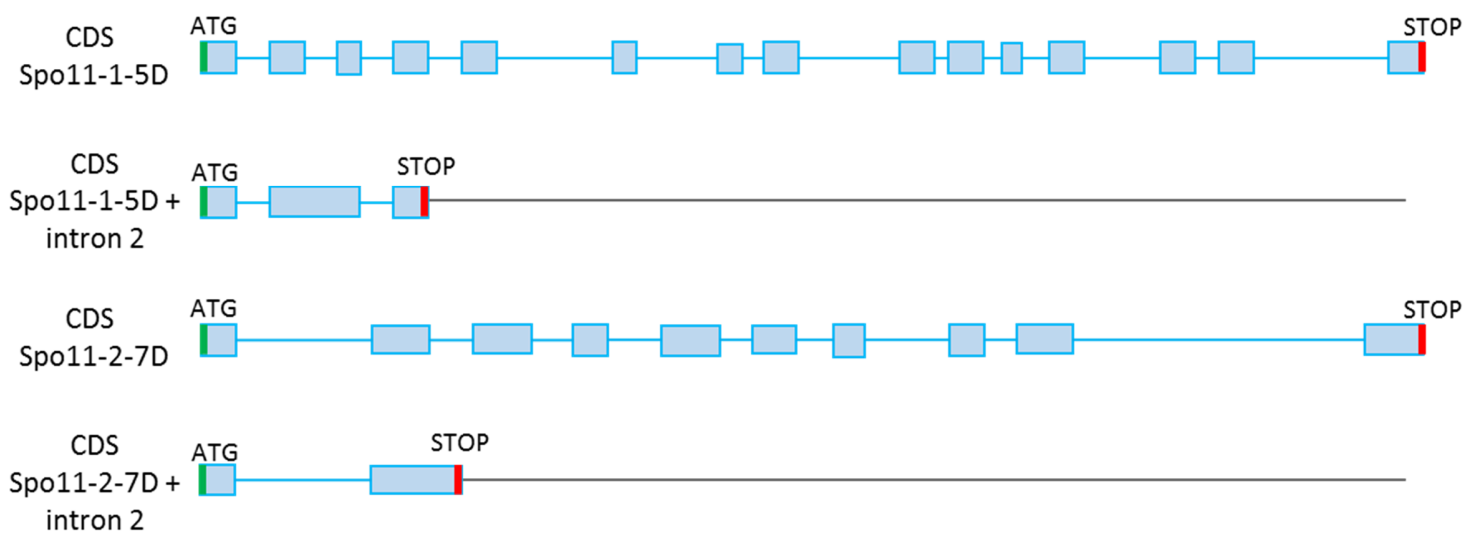 CDS
Spo11-1-5D
ATG
STOP
CDS
Spo11-1-5D +
intron 2
ATG
STOP
CDS
Spo11-2-7D
ATG
STOP
CDS
Spo11-2-7D +
intron 2
ATG
STOP